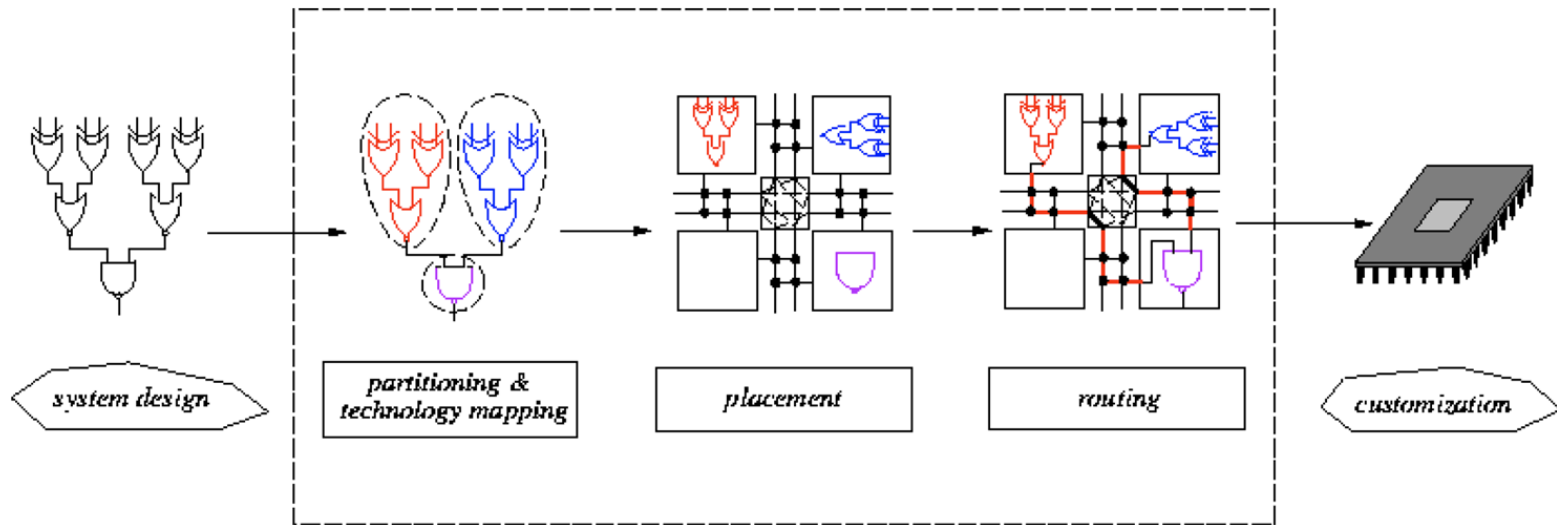 system design
partitioning &
technology mapping
placement
routing
customization